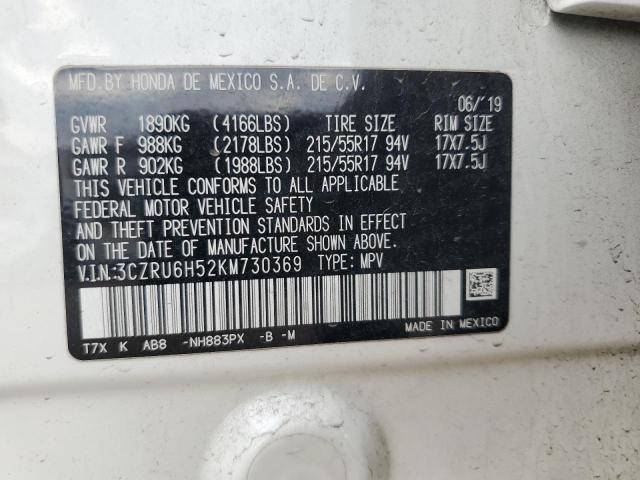 MFD.BY HONDA DE MEXICO S.A. DE C.V.
06/'19
GVWR 1890KG (4166LBS) TIRE SIZE RIM SIZE
GAWR F 988KG (2178LBS) 215/55R17 94V 17X7.5J
GAWR R 902KG (1988LBS) 215/55R17 94V 17X7.5J
THIS VEHICLE CONFORMS TO ALL APPLICABLE
FEDERAL MOTOR VEHICLE SAFETY
AND THEFT PREVENTION STANDARDS IN EFFECT
ON THE DATE OF MANUFACTURE SHOWN ABOVE.
V.I.N:3CZRU6H52KM730369 TYPE: MPV
T7X K AB8 -NH883PX -B -M
MADE IN MEXICO